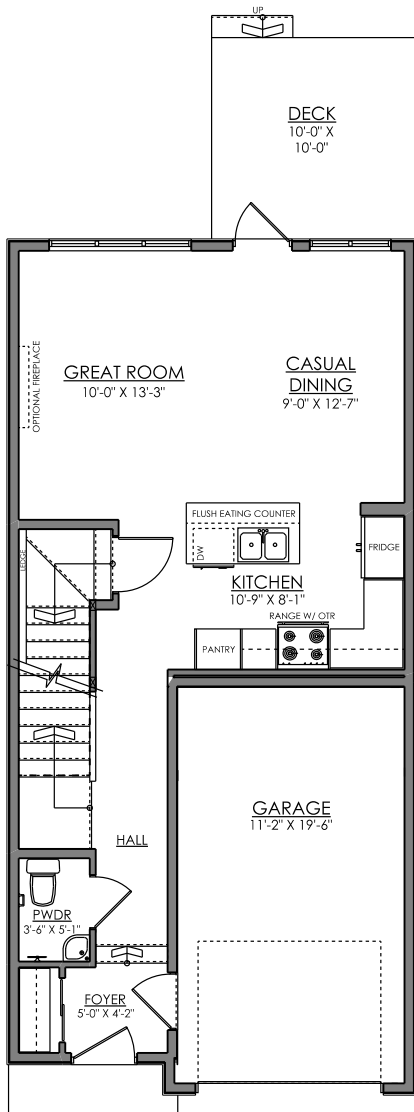 UP
DECK
10'-0" X
10'-0"
OPTIONAL FIREPLACE
GREAT ROOM
10'-0" X 13'-3"
CASUAL
DINING
9'-0" X 12'-7"
FLUSH EATING COUNTER
DW
LEDGE
FRIDGE
KITCHEN
10'-9" X 8'-1"
RANGE W/ OTR
PANTRY
GARAGE
11'-2" X 19'-6"
HALL
PWDR
3'-6" X 5'-1"
FOYER
5'-0" X 4'-2"